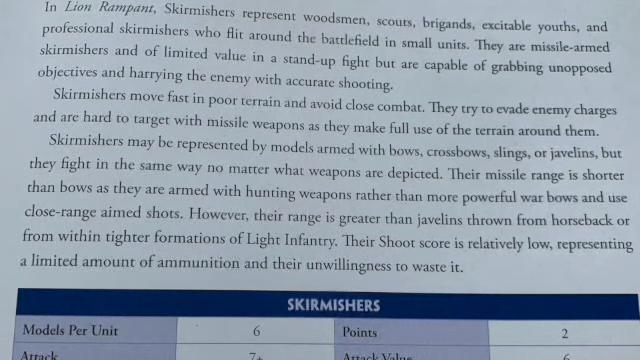 In Lion Rampant, Skirmishers represent woodsmen, scouts, brigands, excitable youths, and
professional skirmishers who flit around the battlefield in small units. They are missile-armed
skirmishers and of limited value in a stand-up fight but are capable of grabbing unopposed
objectives and harrying the enemy with accurate shooting.
Skirmishers move fast in poor terrain and avoid close combat. They try to evade enemy charges
and are hard to target with missile weapons as they make full use of the terrain around them.
Skirmishers may be represented by models armed with bows, crossbows, slings, or javelins, but
they fight in the same way no matter what weapons are depicted. Their missile range is shorter
than bows as they are armed with hunting weapons rather than more powerful war bows and use
close-range aimed shots. However, their range is greater than javelins thrown from horseback or
from within tighter formations of Light Infantry. Their Shoot score is relatively low, representing
a limited amount of ammunition and their unwillingness to waste it.
SKIRMISHERS
Models Per Unit 6 Points 2
Attack 7+ Attack Value 6